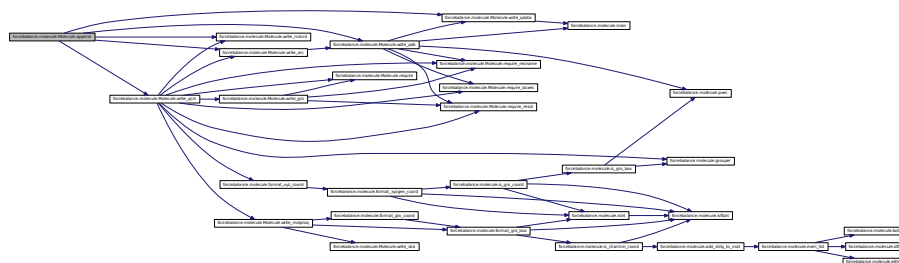 forcebalance.molecule.Molecule.write_qdata
forcebalance.molecule.main
forcebalance.molecule.Molecule.append
forcebalance.molecule.Molecule.write_mdcrd
forcebalance.molecule.Molecule.write_pdb
forcebalance.molecule.Molecule.write_arc
forcebalance.molecule.Molecule.require_resname
forcebalance.molecule.Molecule.require
forcebalance.molecule.Molecule.require_boxes
forcebalance.molecule.pvec
forcebalance.molecule.Molecule.write_qcin
forcebalance.molecule.Molecule.write_gro
forcebalance.molecule.Molecule.require_resid
forcebalance.molecule.grouper
forcebalance.molecule.is_gro_box
forcebalance.molecule.format_xyz_coord
forcebalance.molecule.is_gro_coord
forcebalance.molecule.format_xyzgen_coord
forcebalance.molecule.format_gro_coord
forcebalance.molecule.isint
forcebalance.molecule.isfloat
forcebalance.molecule.Molecule.write_molproq
forcebalance.molecule.format_gro_box
forcebalance.molecule.Molecule.write_dcd
forcebalance.molecule.is_charmm_coord
forcebalance.molecule.add_strip_to_mat
forcebalance.molecule.even_list